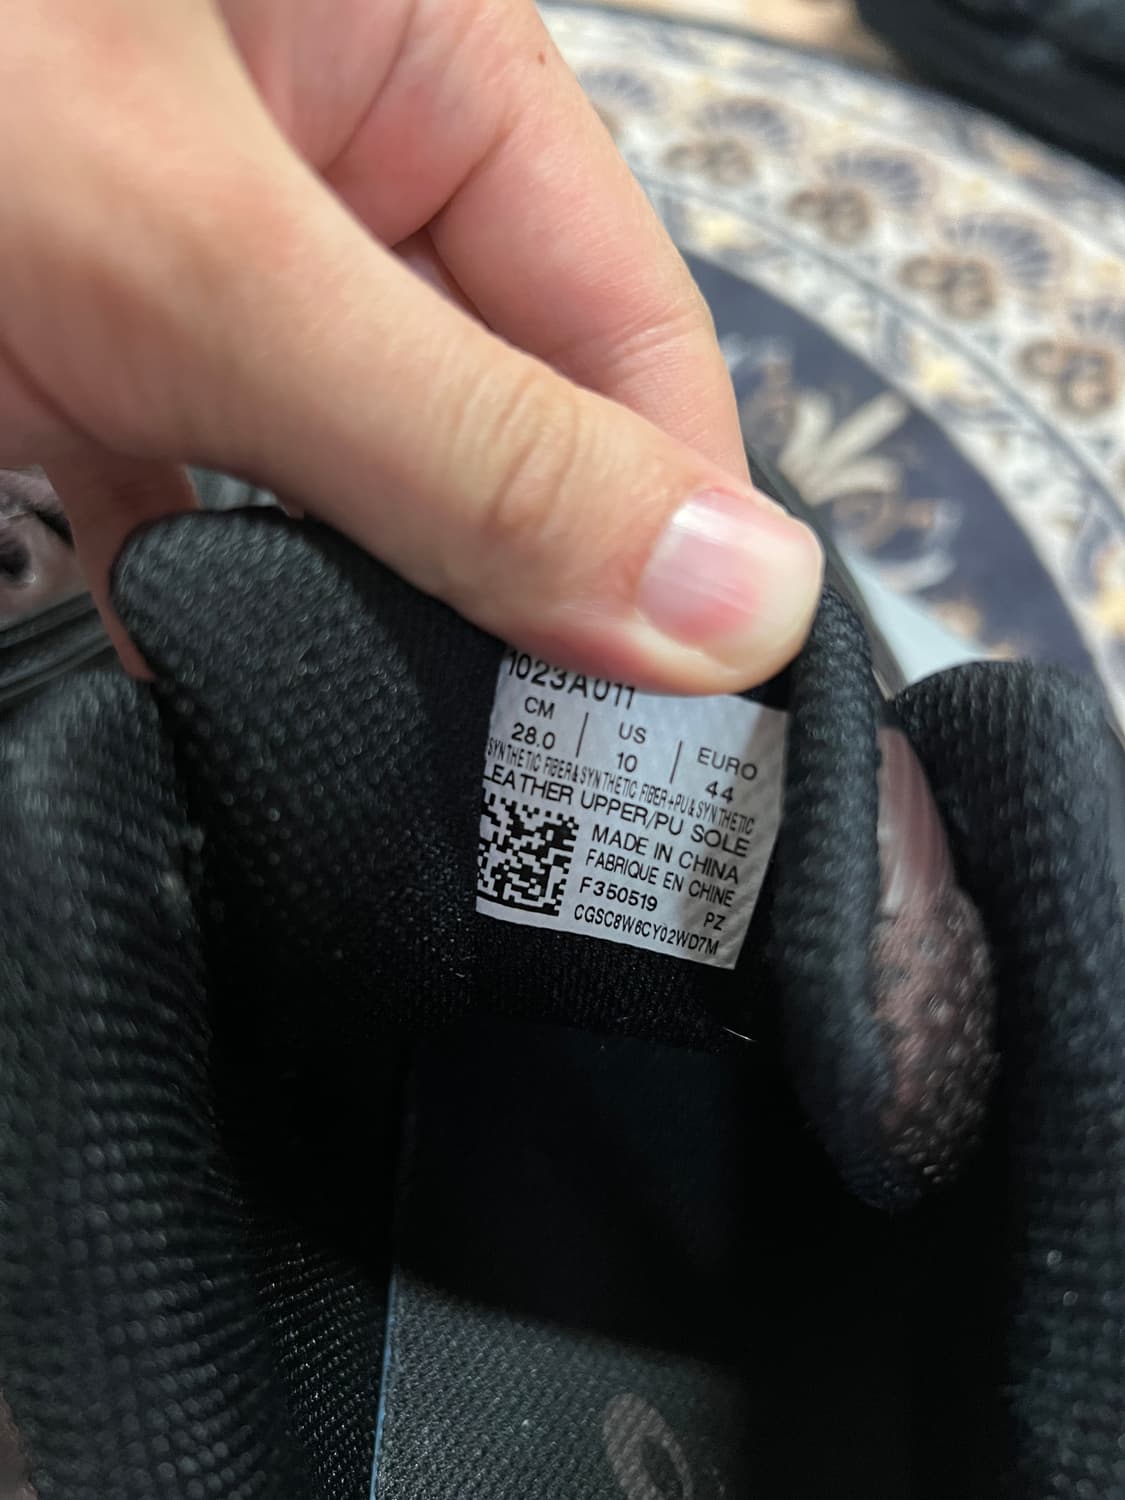 1023A011
CM | US | EURO
28.0 | 10 | 44
SYNTHETIC FIBER&SYNTHETIC FIBER+PU&SYNTHETIC
LEATHER UPPER/PU SOLE
MADE IN CHINA
FABRIQUE EN CHINE
F350519 PZ
CGSC8W6CY02WD7M